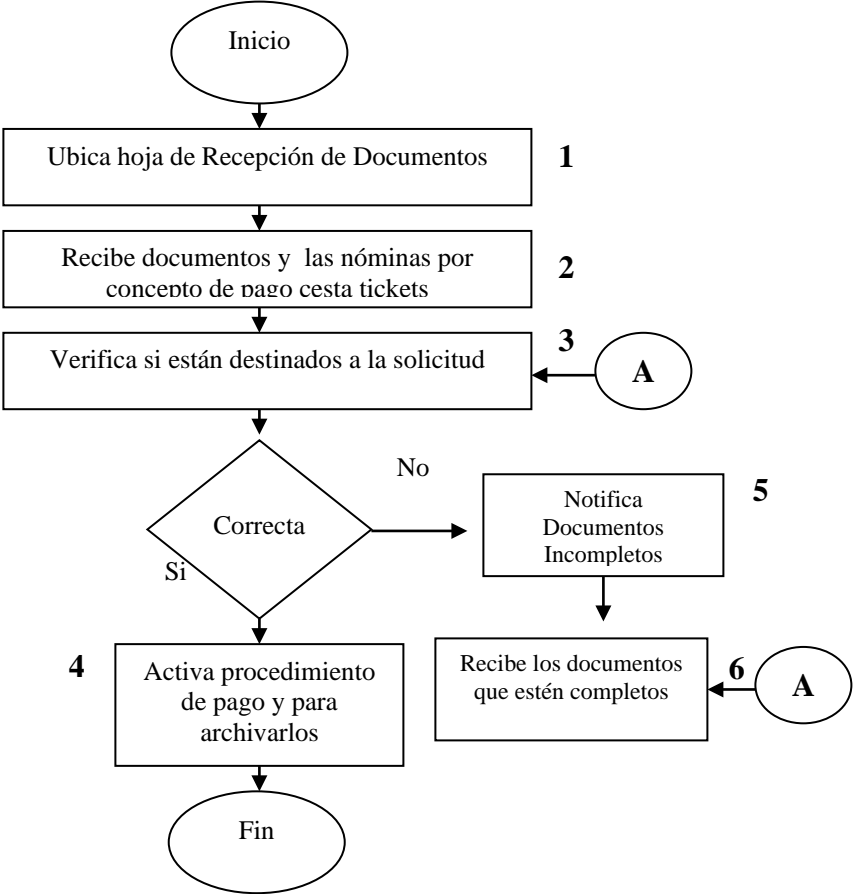 Inicio
Ubica hoja de Recepción de Documentos
1
Recibe documentos y las nóminas por
concepto de pago cesta tickets
2
Verifica si están destinados a la solicitud
3
A
No
Correcta
Si
Notifica
Documentos
Incompletos
5
4
Activa procedimiento
de pago y para
archivarlos
Recibe los documentos
que estén completos
6
A
Fin